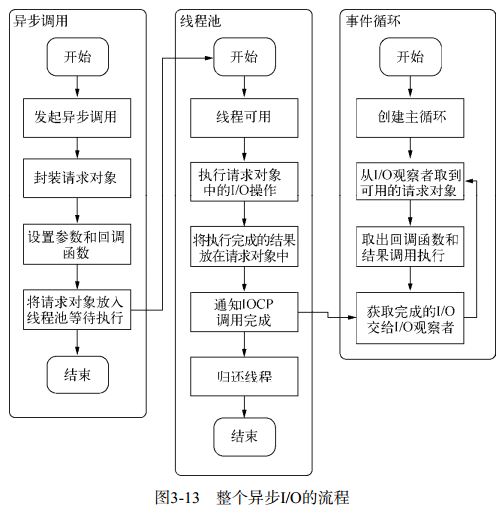 异步调用
开始
发起异步调用
封装请求对象
设置参数和回调
函数
将请求对象放入
线程池等待执行
结束
线程池
开始
线程可用
执行请求对象
中的I/O操作
将执行完成的结果
放在请求对象中
通知IOCP
调用完成
归还线程
结束
事件循环
开始
创建主循环
从I/O观察者取到
可用的请求对象
取出回调函数和
结果调用执行
获取完成的I/O
交给I/O观察者
图3-13 整个异步I/O的流程